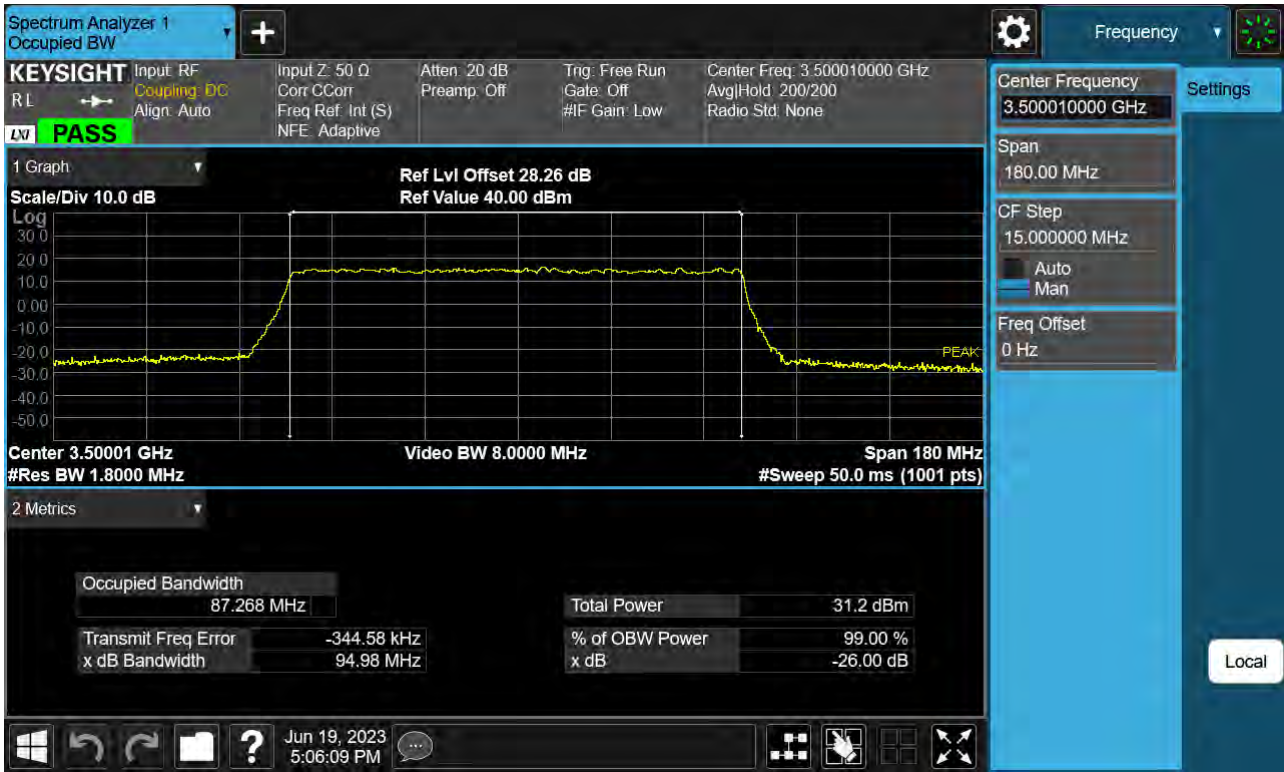 Spectrum Analyzer 1
Occupied BW
+
Frequency
KEYSIGHT
RL
LXI PASS
Input: RF
Coupling: DC
Align: Auto
Input Z: 50 Ω
Corr CCorr
Freq Ref: Int (S)
NFE: Adaptive
Atten: 20 dB
Preamp: Off
Trig: Free Run
Gate: Off
#IF Gain: Low
Center Freq: 3.500010000 GHz
Avg|Hold: 200/200
Radio Std: None
Center Frequency
3.500010000 GHz
Settings
Span
180.00 MHz
CF Step
15.000000 MHz
Auto
Man
Freq Offset
0 Hz
Local
1 Graph
Ref Lvl Offset 28.26 dB
Scale/Div 10.0 dB
Ref Value 40.00 dBm
Log
30.0
20.0
10.0
0.00
-10.0
-20.0
-30.0
-40.0
-50.0
PEAK
Center 3.50001 GHz
Video BW 8.0000 MHz
Span 180 MHz
#Res BW 1.8000 MHz
#Sweep 50.0 ms (1001 pts)
2 Metrics
Occupied Bandwidth
87.268 MHz
Total Power 31.2 dBm
Transmit Freq Error -344.58 kHz
% of OBW Power 99.00 %
x dB Bandwidth 94.98 MHz
x dB -26.00 dB
?
Jun 19, 2023
5:06:09 PM